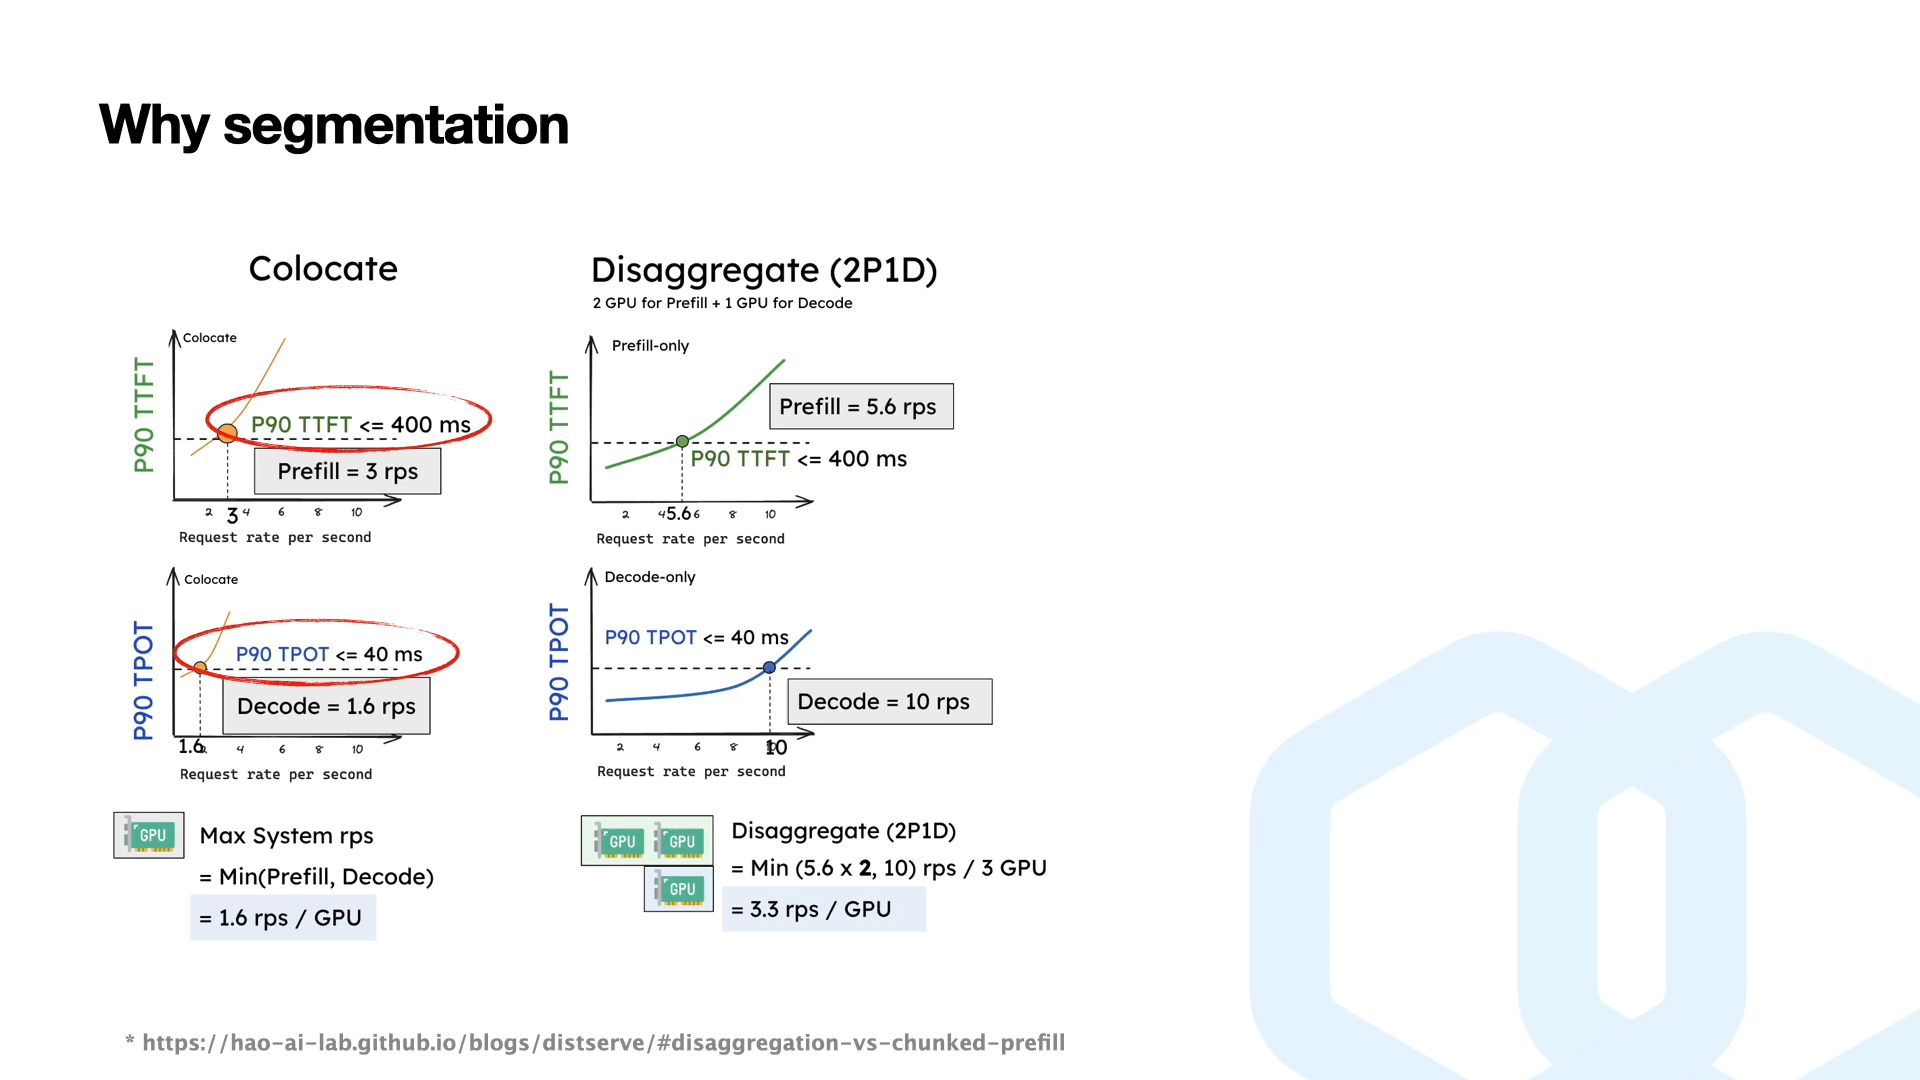 Why segmentation
Colocate
P90 TTFT
Colocate
P90 TTFT <= 400 ms
Prefill = 3 rps
2 3 4 6 8 10
Request rate per second
P90 TPOT
Colocate
P90 TPOT <= 40 ms
Decode = 1.6 rps
1.6 2 4 6 8 10
Request rate per second
GPU
Max System rps
= Min(Prefill, Decode)
= 1.6 rps / GPU
Disaggregate (2P1D)
2 GPU for Prefill + 1 GPU for Decode
P90 TTFT
Prefill-only
Prefill = 5.6 rps
P90 TTFT <= 400 ms
2 4 5.6 6 8 10
Request rate per second
P90 TPOT
Decode-only
P90 TPOT <= 40 ms
Decode = 10 rps
2 4 6 8 10
Request rate per second
GPU GPU
GPU
Disaggregate (2P1D)
= Min (5.6 x 2, 10) rps / 3 GPU
= 3.3 rps / GPU
* https://hao-ai-lab.github.io/blogs/distserve/#disaggregation-vs-chunked-prefill